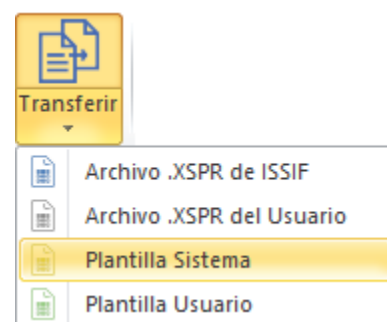 Transferir
Archivo .XSPR de ISSIF
Archivo .XSPR del Usuario
Plantilla Sistema
Plantilla Usuario